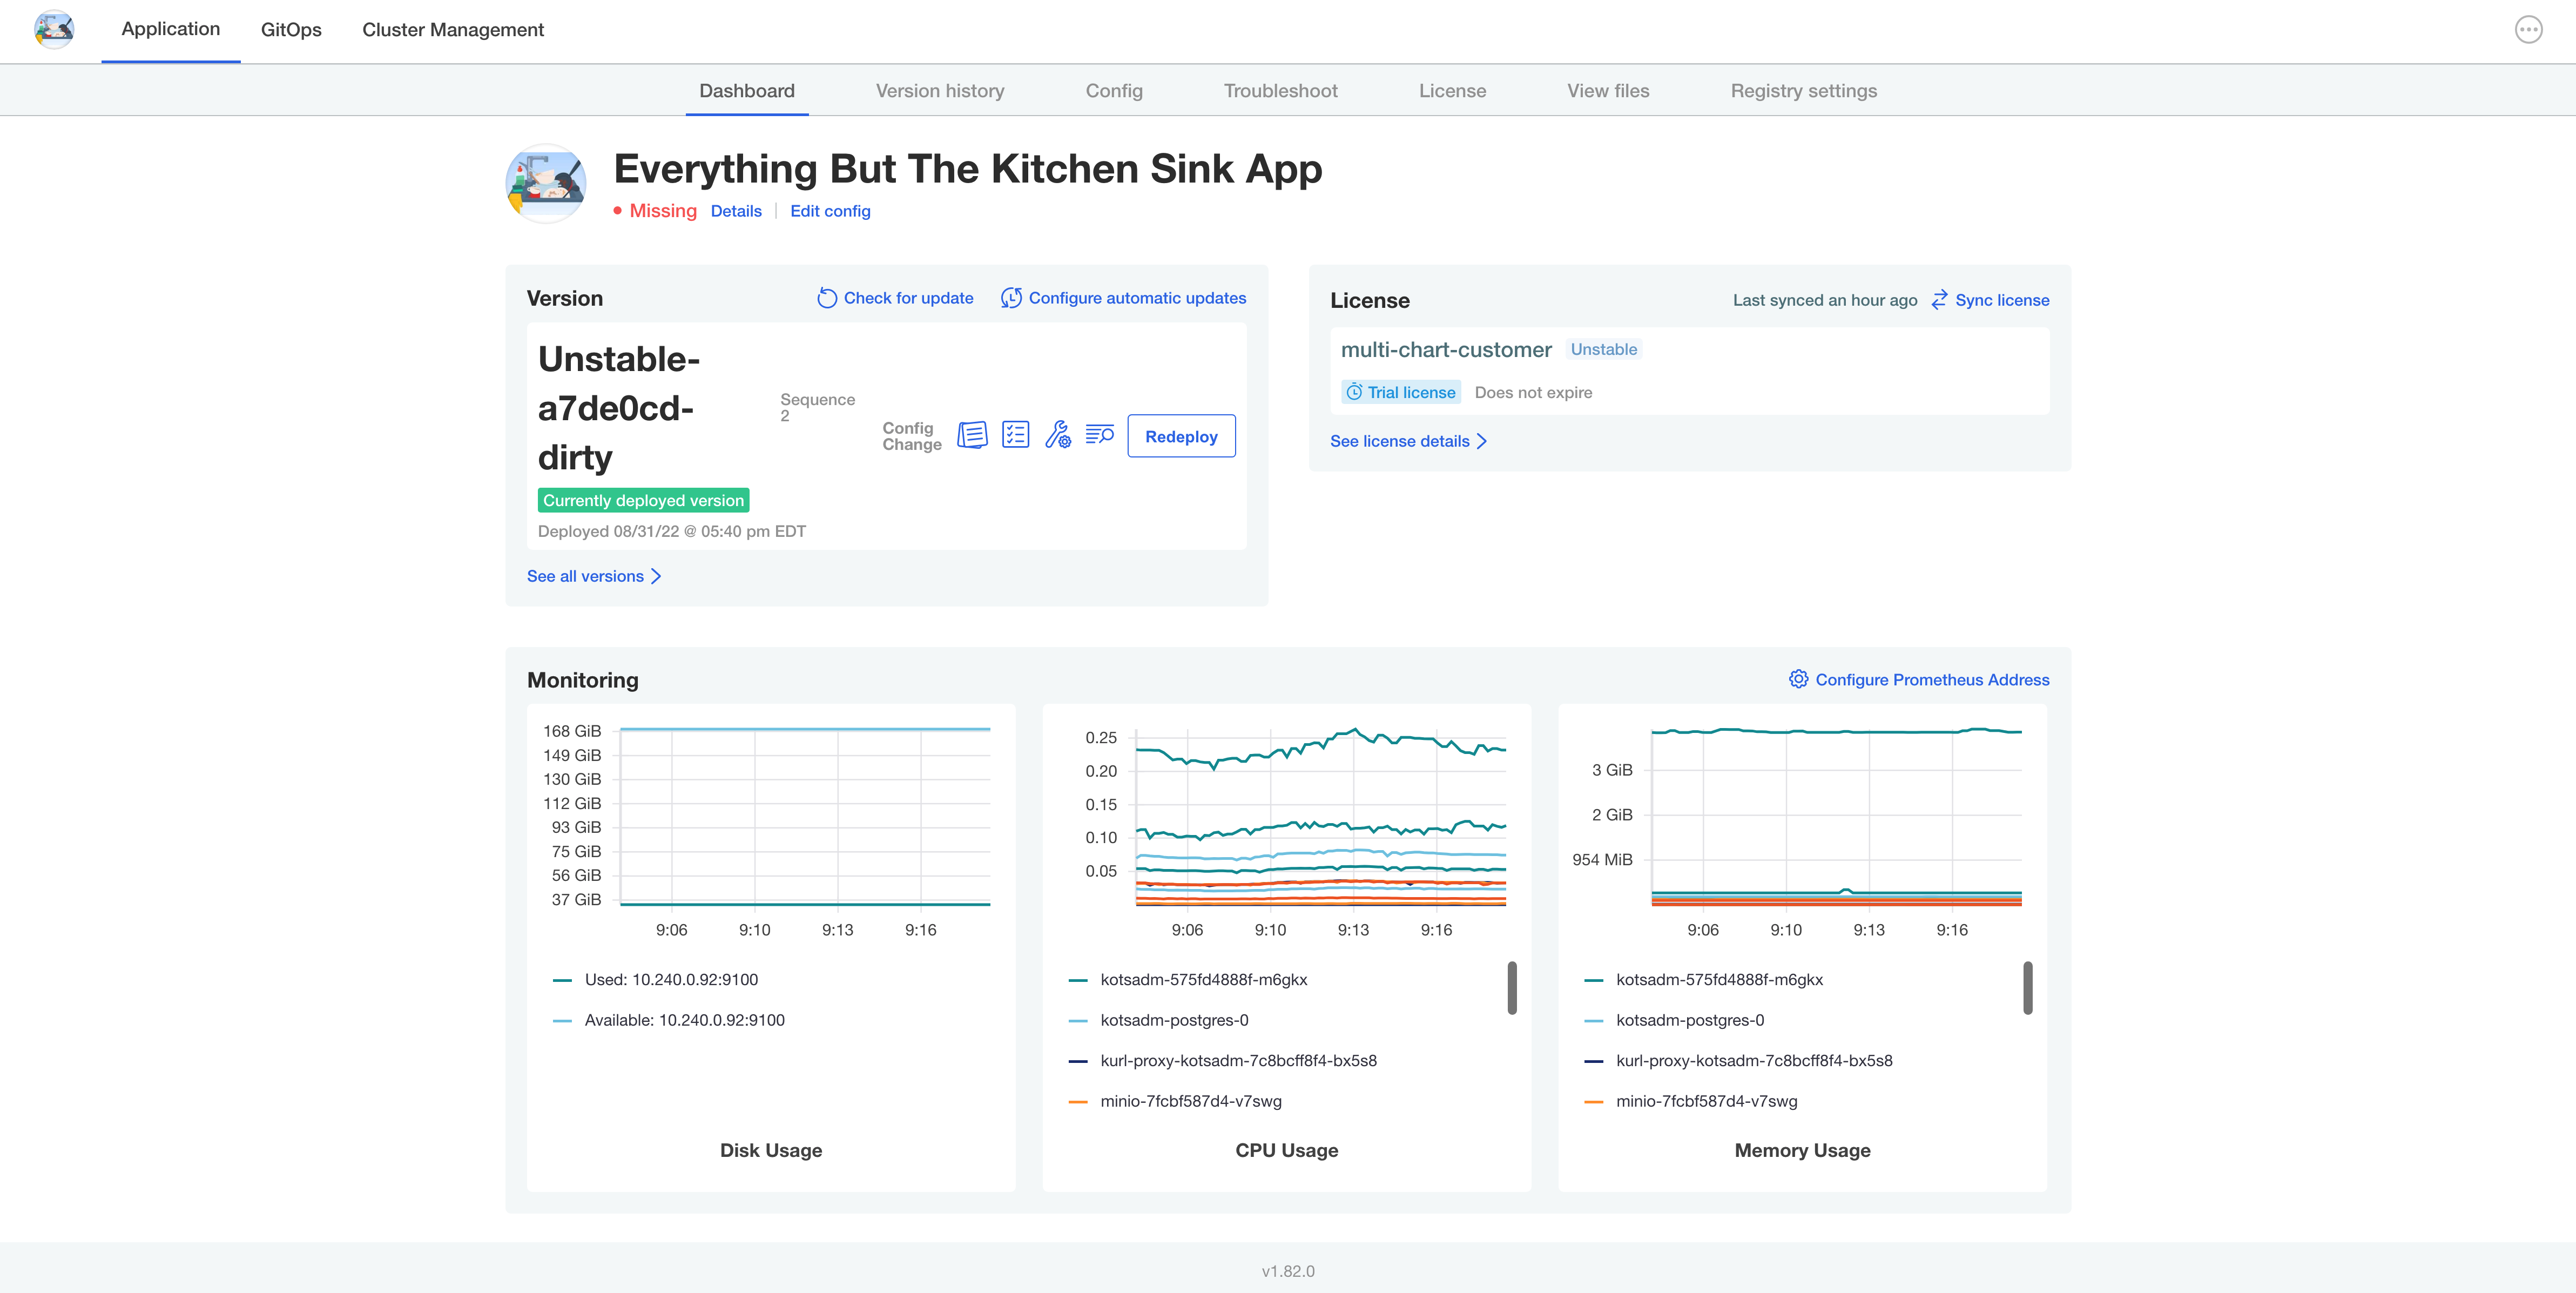 Application GitOps Cluster Management
Dashboard Version history Config Troubleshoot License View files Registry settings
Everything But The Kitchen Sink App
Missing Details Edit config
Version Check for update Configure automatic updates
Unstable-
a7de0cd-
dirty
Sequence
2
Config
Change
Redeploy
Currently deployed version
Deployed 08/31/22 @ 05:40 pm EDT
See all versions
License Last synced an hour ago Sync license
multi-chart-customer Unstable
Trial license Does not expire
See license details
Monitoring Configure Prometheus Address
168 GiB
149 GiB
130 GiB
112 GiB
93 GiB
75 GiB
56 GiB
37 GiB
9:06 9:10 9:13 9:16
Used: 10.240.0.92:9100
Available: 10.240.0.92:9100
Disk Usage
0.25
0.20
0.15
0.10
0.05
9:06 9:10 9:13 9:16
kotsadm-575fd4888f-m6gkx
kotsadm-postgres-0
kurl-proxy-kotsadm-7c8bcff8f4-bx5s8
minio-7fcbf587d4-v7swg
CPU Usage
3 GiB
2 GiB
954 MiB
9:06 9:10 9:13 9:16
kotsadm-575fd4888f-m6gkx
kotsadm-postgres-0
kurl-proxy-kotsadm-7c8bcff8f4-bx5s8
minio-7fcbf587d4-v7swg
Memory Usage
v1.82.0